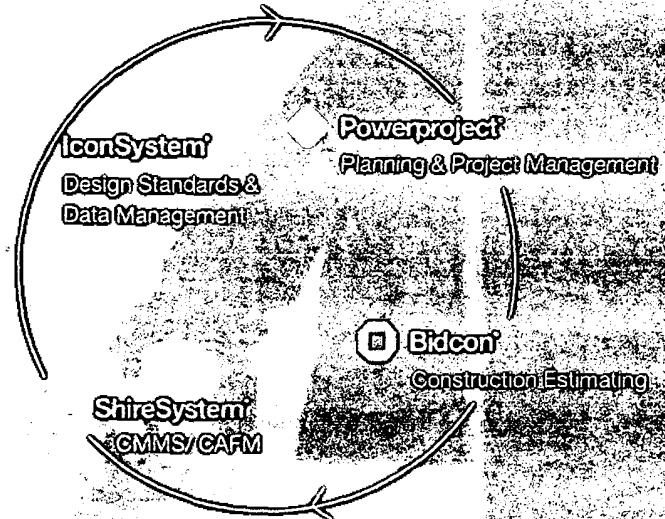 Powerproject®
Planning & Project Management
IconSystem®
Design Standards &
Data Management
Bidcon®
Construction Estimating
ShireSystem®
CMMS/ CAFM